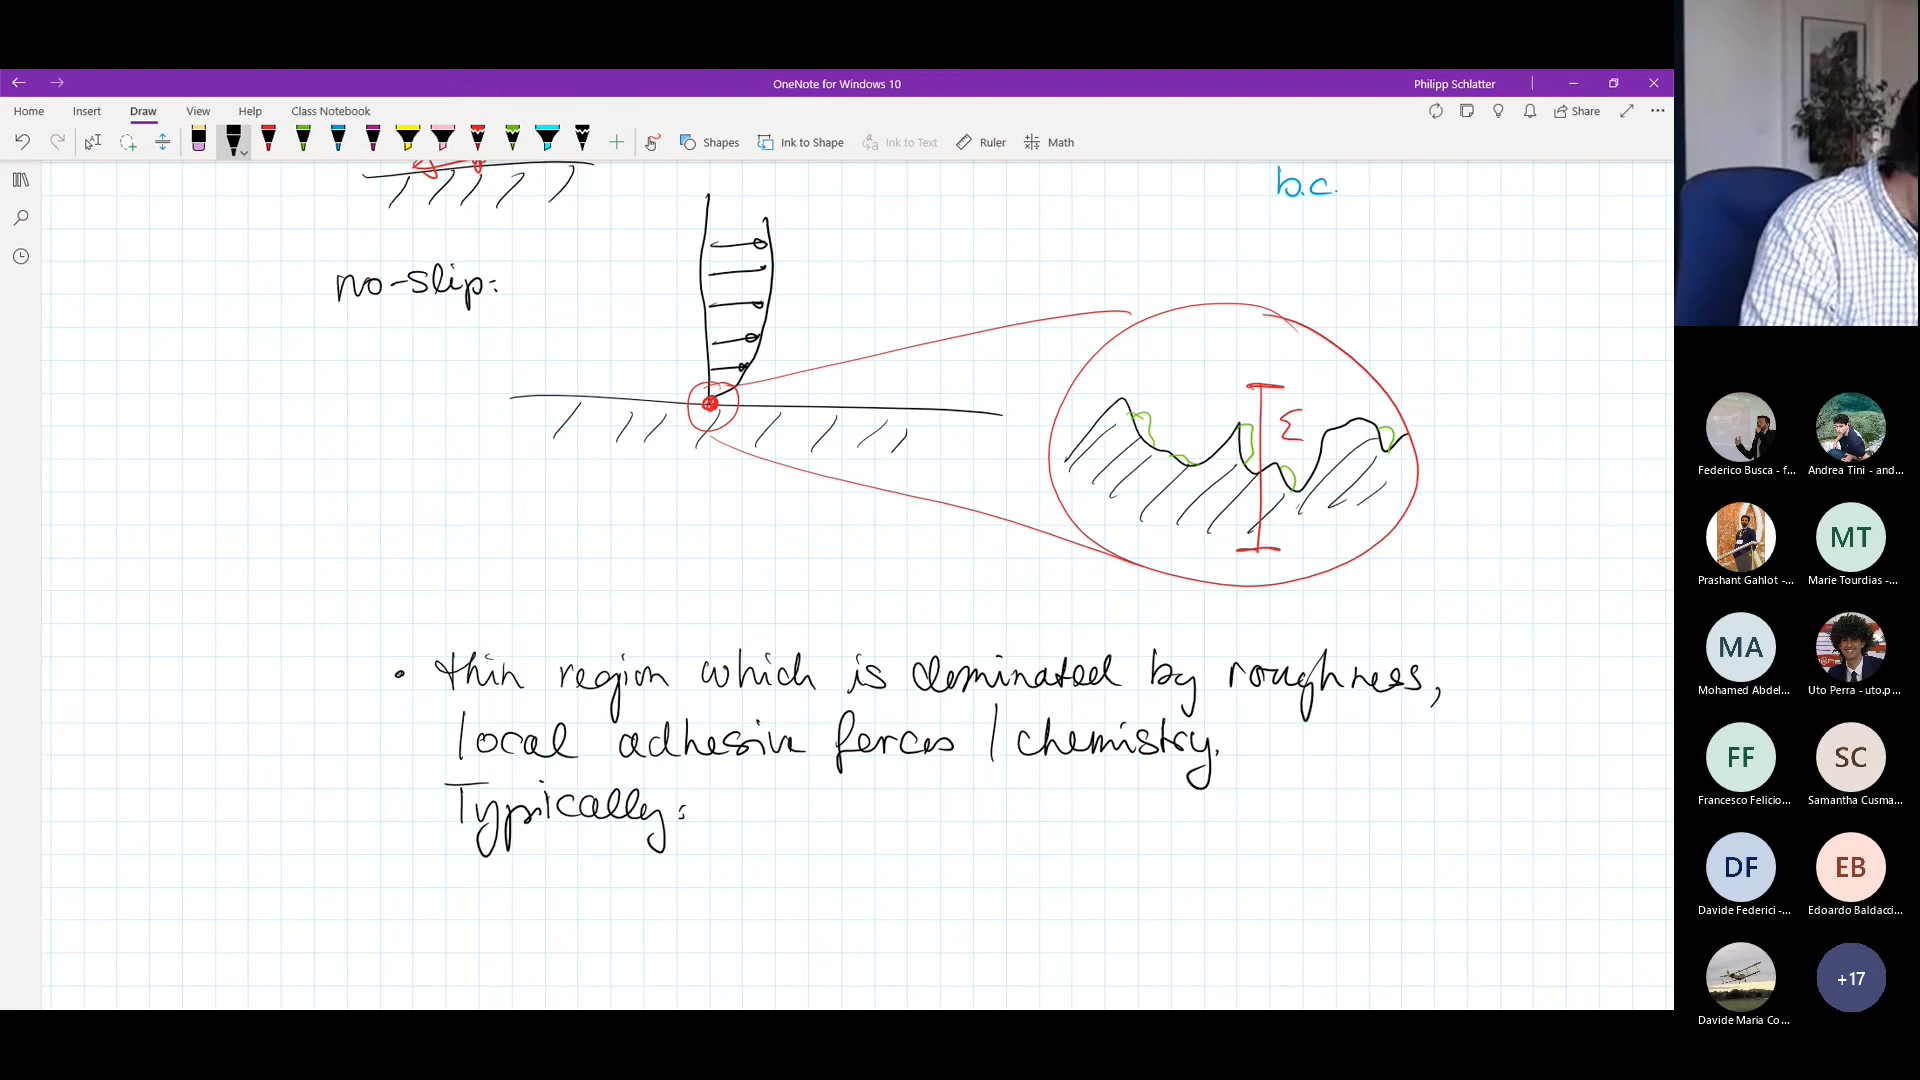 OneNote for Windows 10
Philipp Schlatter
Home Insert Draw View Help Class Notebook
Share
Shapes Ink to Shape Ink to Text Ruler Math
b.c.
no-slip:
ε
• thin region which is dominated by roughness,
local adhesive forces / chemistry.
Typically:
Federico Busca - f...
Andrea Tini - and...
Prashant Gahlot -...
MT
Marie Tourdias -...
MA
Mohamed Abdel...
Uto Perra - uto.p...
FF
Francesco Felicio...
SC
Samantha Cusma...
DF
Davide Federici -...
EB
Edoardo Baldacci...
Davide Maria Co...
+17